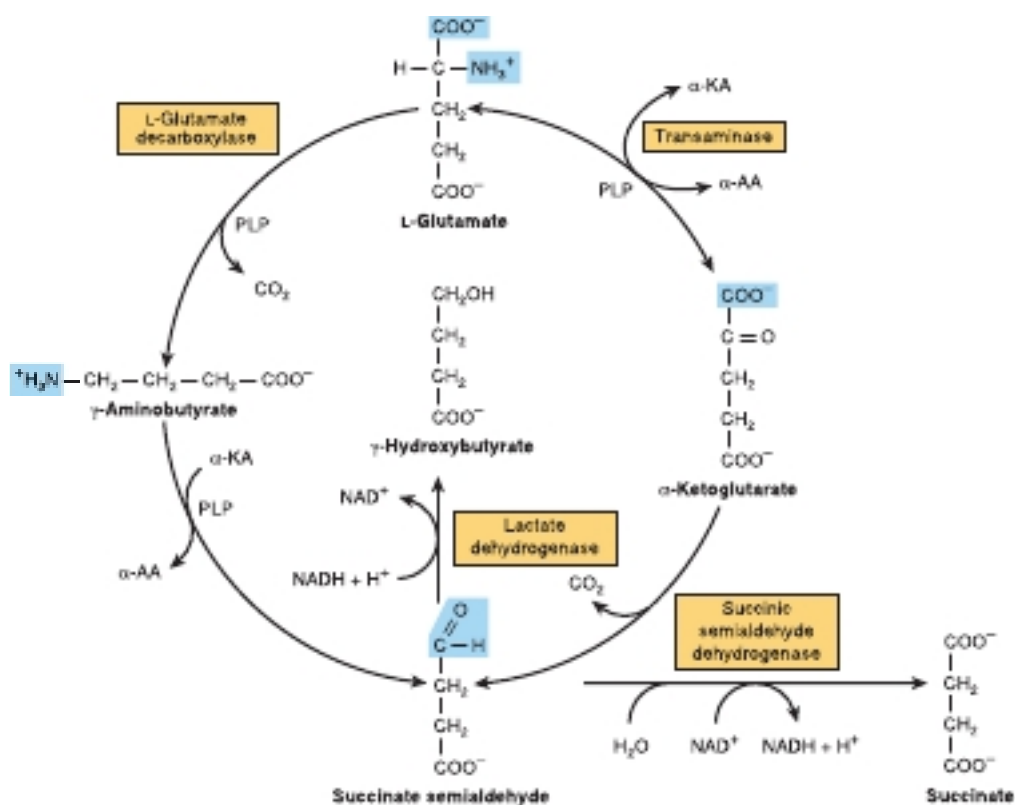 COO⁻
H—C—NH₃⁺
CH₂
CH₂
COO⁻
L-Glutamate
L-Glutamate
decarboxylase
PLP
CO₂
α-KA
Transaminase
PLP
α-AA
CH₂OH
CH₂
CH₂
COO⁻
γ-Hydroxybutyrate
COO⁻
C=O
CH₂
CH₂
COO⁻
α-Ketoglutarate
⁺H₃N—CH₂—CH₂—CH₂—COO⁻
γ-Aminobutyrate
α-KA
PLP
α-AA
NAD⁺
NADH + H⁺
Lactate
dehydrogenase
CO₂
Succinic
semialdehyde
dehydrogenase
O
C—H
CH₂
CH₂
COO⁻
Succinate semialdehyde
H₂O
NAD⁺
NADH + H⁺
COO⁻
CH₂
CH₂
COO⁻
Succinate